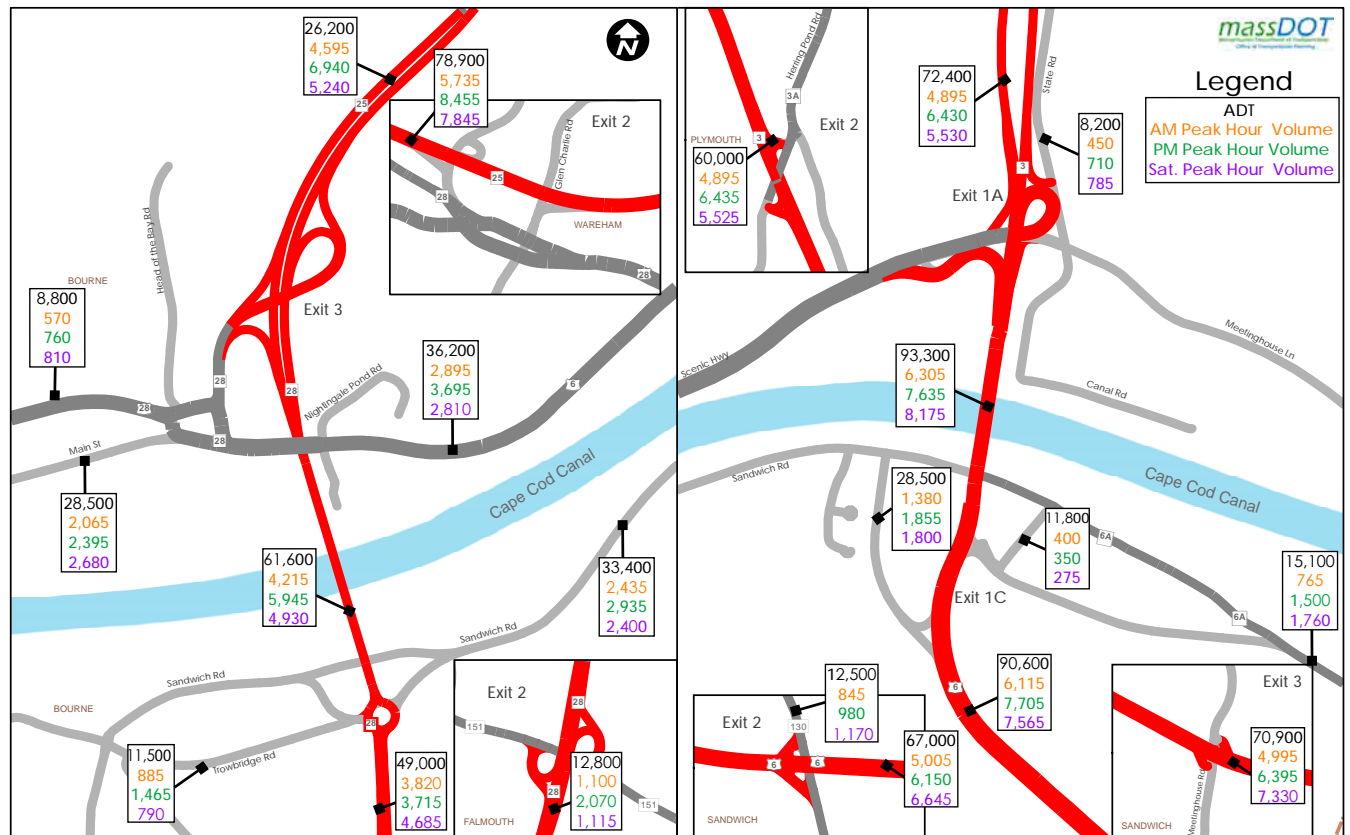 26,200
4,595
6,940
5,240
N
78,900
5,735
8,455
7,845
25
Exit 2
Glen Charlie Rd
25
28
WAREHAM
28
Head of the Bay Rd
BOURNE
8,800
570
760
810
Exit 3
28
28
Nightingale Pond Rd
36,200
2,895
3,695
2,810
6
28
28
Main St
28,500
2,065
2,395
2,680
Cape Cod Canal
61,600
4,215
5,945
4,930
33,400
2,435
2,935
2,400
Sandwich Rd
Sandwich Rd
BOURNE
28
11,500
885
1,465
790
Trowbridge Rd
49,000
3,820
3,715
4,685
Exit 2
28
151
12,800
1,100
2,070
1,115
28
151
FALMOUTH
Herring Pond Rd
3A
Exit 2
PLYMOUTH
3
60,000
4,895
6,435
5,525
72,400
4,895
6,430
5,530
State Rd
8,200
450
710
785
3
Exit 1A
massDOT
Massachusetts Department of Transportation
Office of Transportation Planning
Legend
ADT
AM Peak Hour Volume
PM Peak Hour Volume
Sat. Peak Hour Volume
Scenic Hwy
Meetinghouse Ln
93,300
6,305
7,635
8,175
Canal Rd
Cape Cod Canal
Sandwich Rd
28,500
1,380
1,855
1,800
11,800
400
350
275
6A
Exit 1C
6A
15,100
765
1,500
1,760
6
90,600
6,115
7,705
7,565
Exit 2
12,500
845
980
1,170
130
6
6
67,000
5,005
6,150
6,645
SANDWICH
Exit 3
70,900
4,995
6,395
7,330
Meetinghouse Rd
SANDWICH